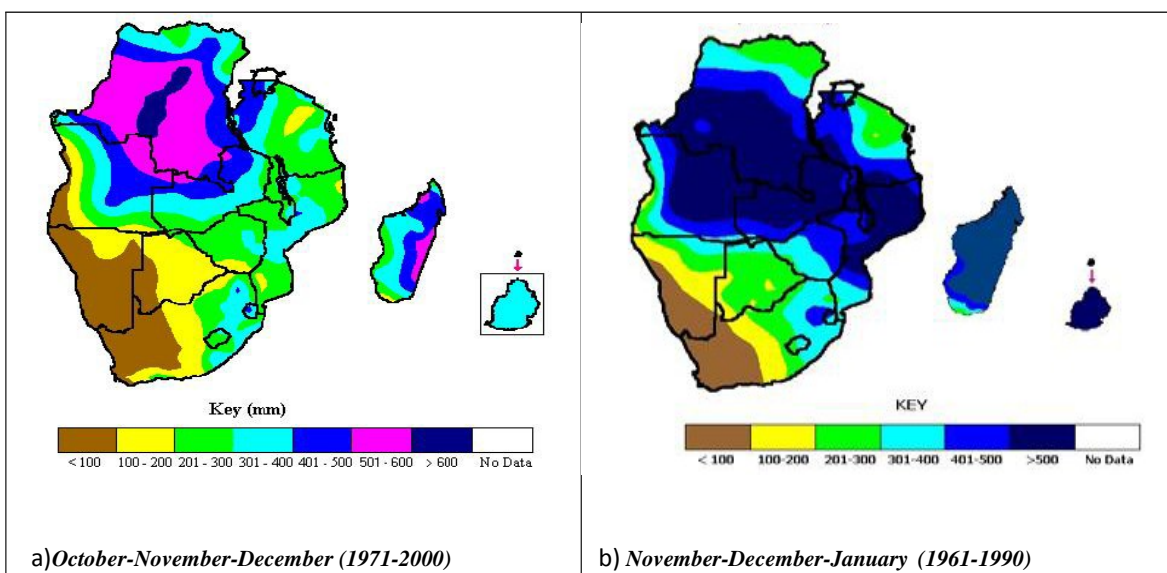 Key (mm)
< 100 100 - 200 201 - 300 301 - 400 401 - 500 501 - 600 > 600 No Data
a)October-November-December (1971-2000)
KEY
< 100 100-200 201-300 301-400 401-500 >500 No Data
b) November-December-January (1961-1990)